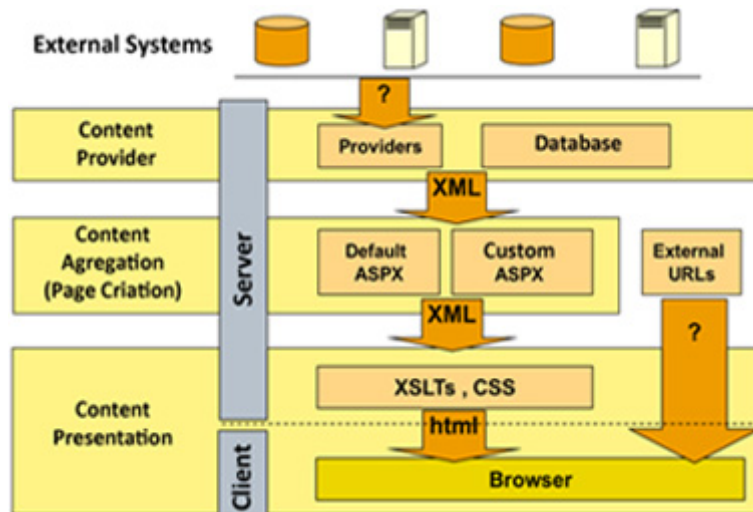 External Systems
?
Content
Provider
Providers
Database
XML
Content
Agregation
(Page Criation)
Server
Default
ASPX
Custom
ASPX
External
URLs
XML
?
Content
Presentation
XSLTs , CSS
html
Client
Browser